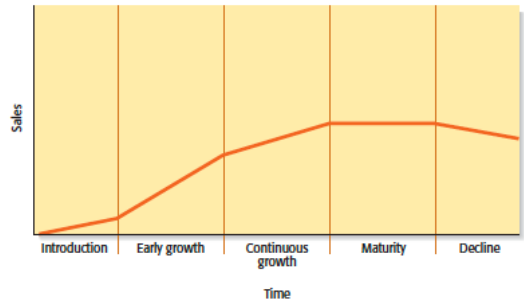 Sales
Introduction
Early growth
Continuous
growth
Maturity
Decline
Time